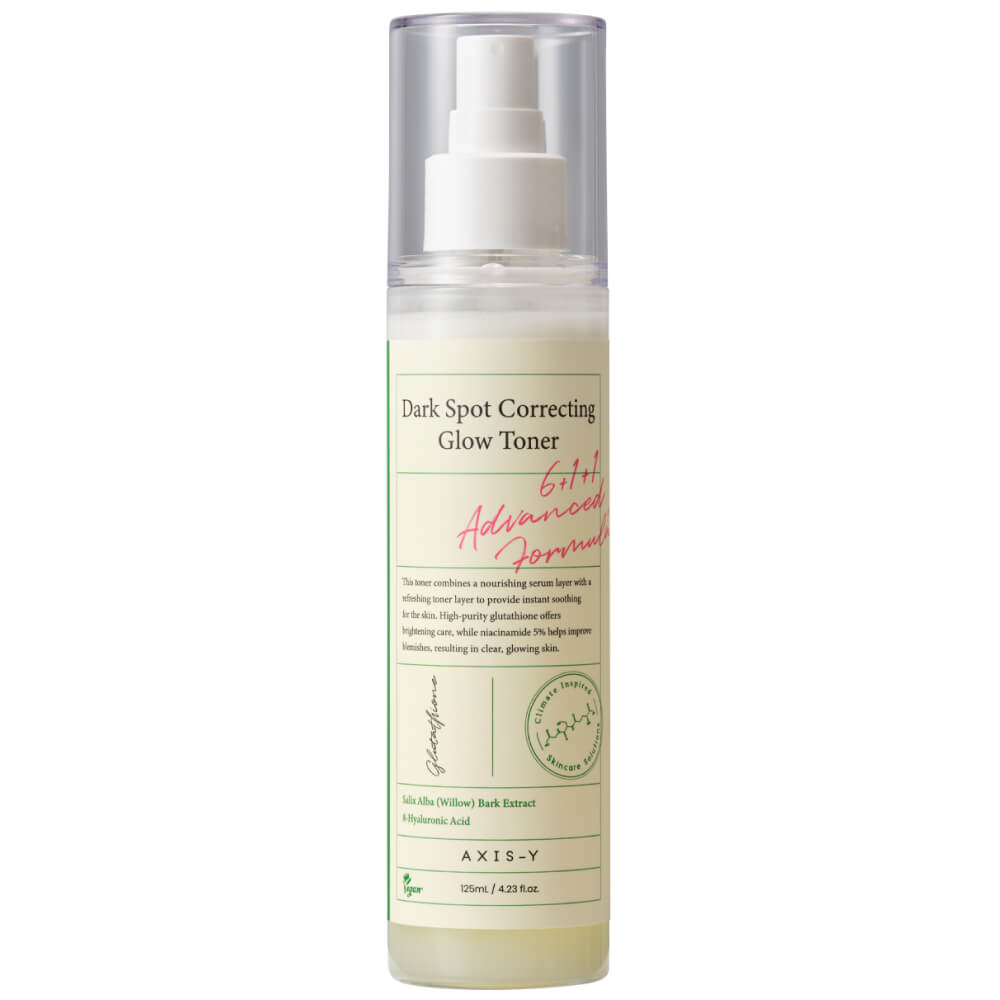 Dark Spot Correcting
Glow Toner
6+1+1
Advanced
Formula
This toner combines a nourishing serum layer with a
refreshing toner layer to provide instant soothing
for the skin. High-purity glutathione offers
brightening care, while niacinamide 5% helps improve
blemishes, resulting in clear, glowing skin.
Glutathione
Climate Inspired
Skincare Solutions
Salix Alba (Willow) Bark Extract
8-Hyaluronic Acid
AXIS-Y
Vegan
125mL / 4.23 fl.oz.